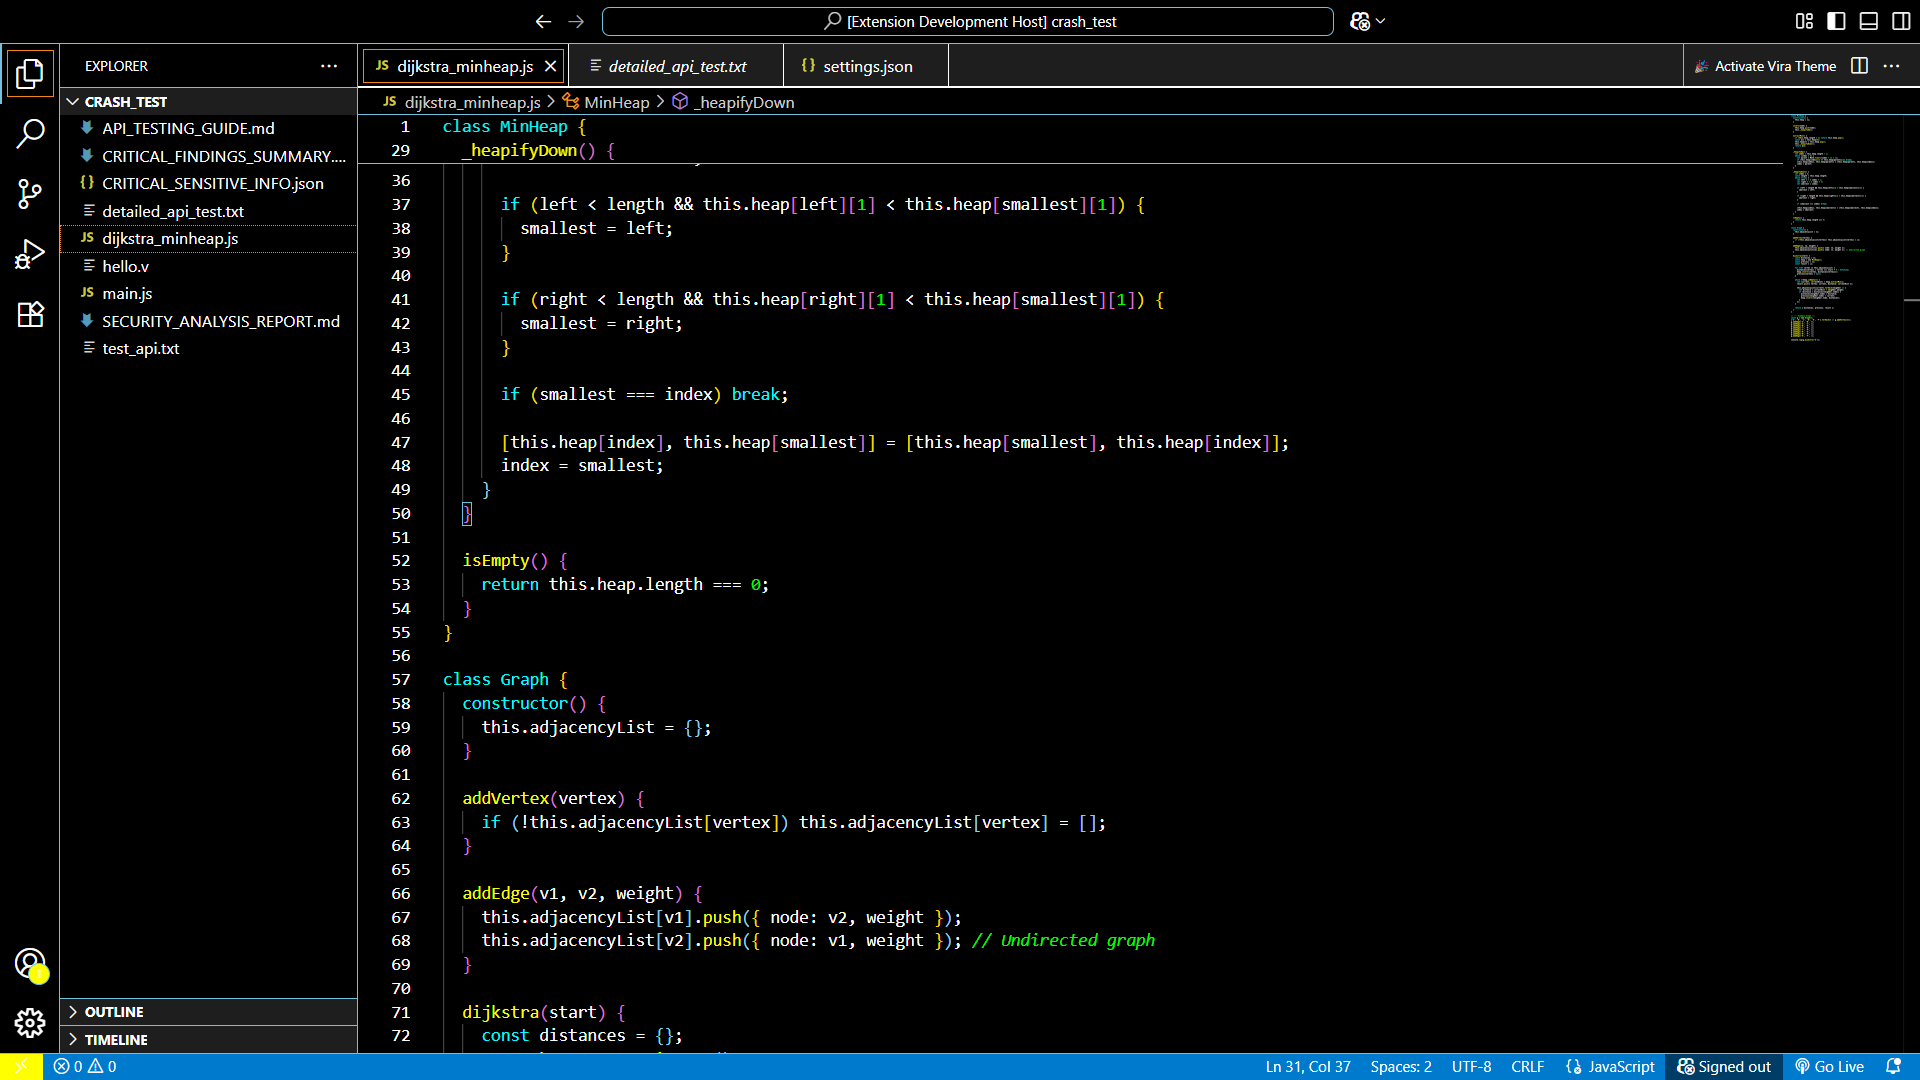 [Extension Development Host] crash_test
EXPLORER
CRASH_TEST
API_TESTING_GUIDE.md
CRITICAL_FINDINGS_SUMMARY....
{} CRITICAL_SENSITIVE_INFO.json
detailed_api_test.txt
JS dijkstra_minheap.js
hello.v
JS main.js
SECURITY_ANALYSIS_REPORT.md
test_api.txt
OUTLINE
TIMELINE
JS dijkstra_minheap.js
detailed_api_test.txt
{} settings.json
Activate Vira Theme
JS dijkstra_minheap.js > MinHeap > _heapifyDown
1 class MinHeap {
29 _heapifyDown() {
36
37 if (left < length && this.heap[left][1] < this.heap[smallest][1]) {
38 smallest = left;
39 }
40
41 if (right < length && this.heap[right][1] < this.heap[smallest][1]) {
42 smallest = right;
43 }
44
45 if (smallest === index) break;
46
47 [this.heap[index], this.heap[smallest]] = [this.heap[smallest], this.heap[index]];
48 index = smallest;
49 }
50 }
51
52 isEmpty() {
53 return this.heap.length === 0;
54 }
55 }
56
57 class Graph {
58 constructor() {
59 this.adjacencyList = {};
60 }
61
62 addVertex(vertex) {
63 if (!this.adjacencyList[vertex]) this.adjacencyList[vertex] = [];
64 }
65
66 addEdge(v1, v2, weight) {
67 this.adjacencyList[v1].push({ node: v2, weight });
68 this.adjacencyList[v2].push({ node: v1, weight }); // Undirected graph
69 }
70
71 dijkstra(start) {
72 const distances = {};
0 0
Ln 31, Col 37
Spaces: 2
UTF-8
CRLF
{} JavaScript
Signed out
Go Live